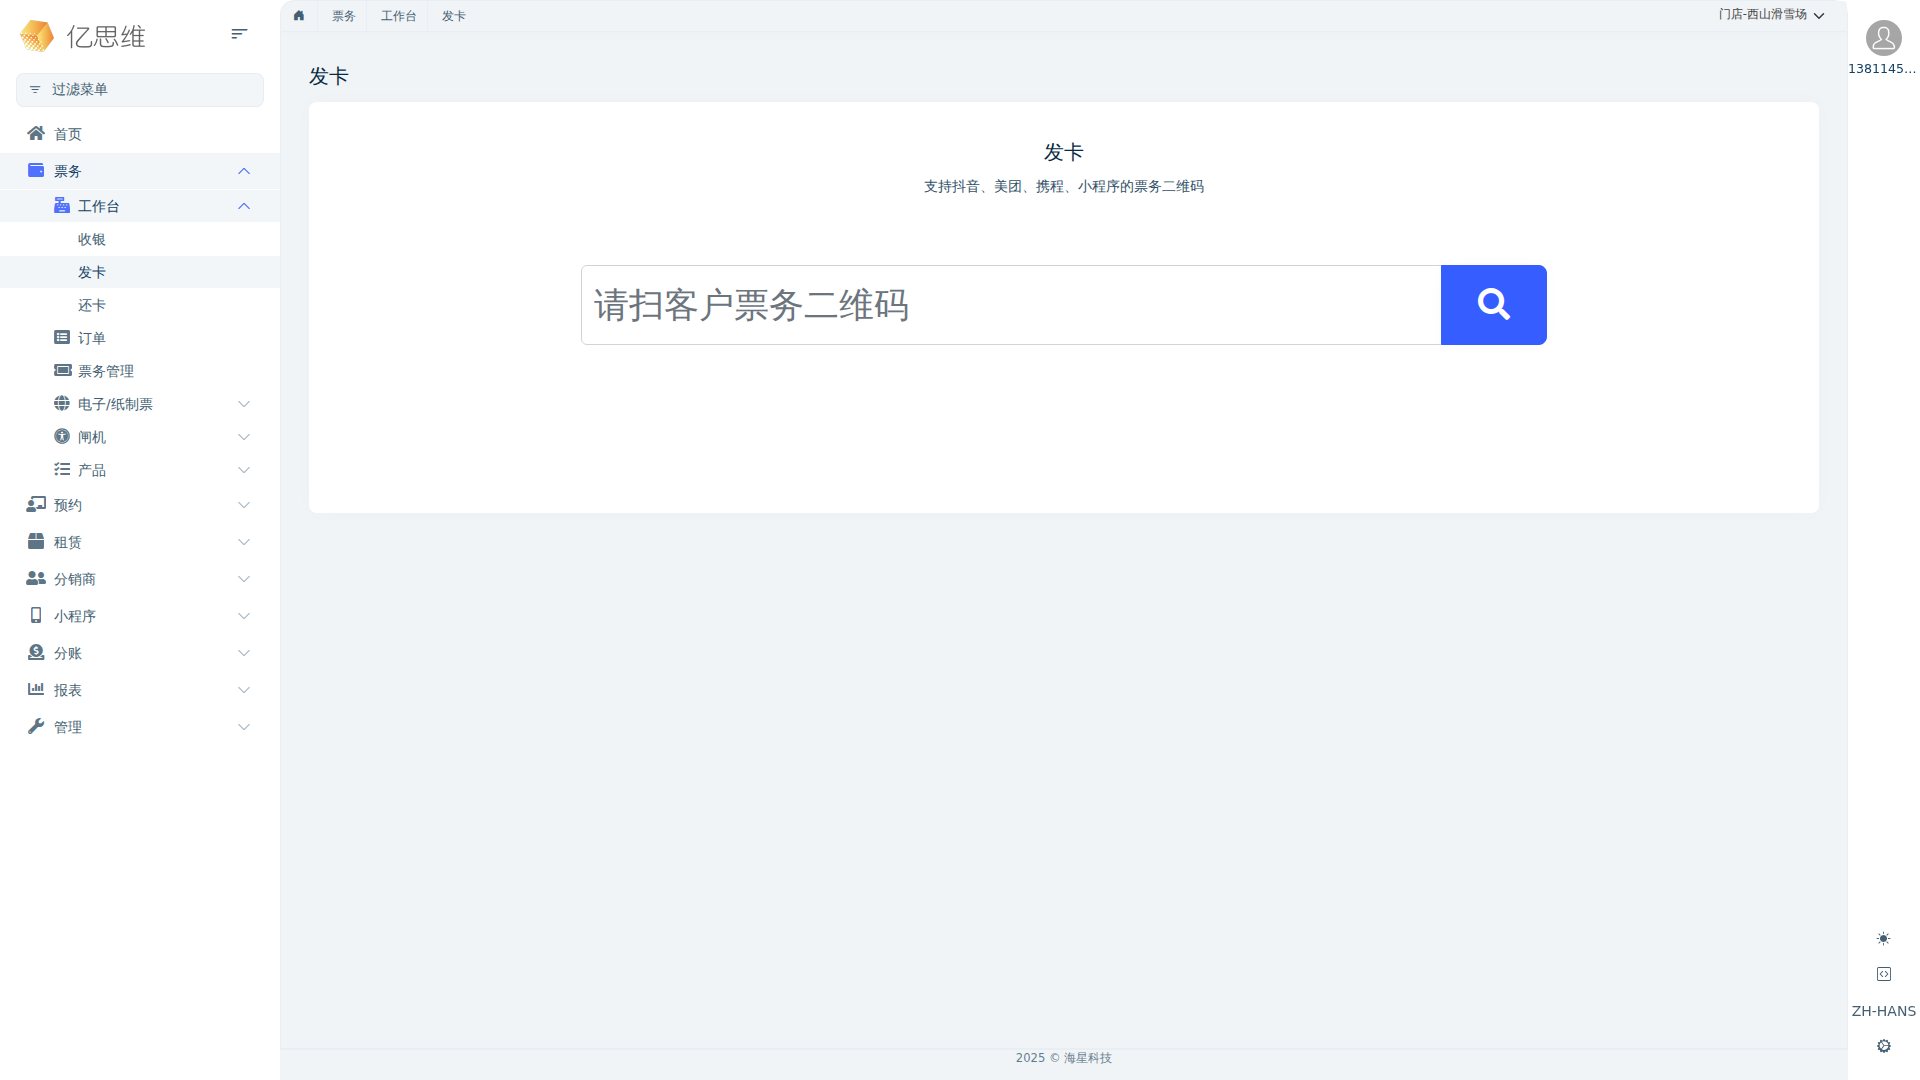 亿思维
过滤菜单
首页
票务
工作台
收银
发卡
还卡
订单
票务管理
电子/纸制票
闸机
产品
预约
租赁
分销商
小程序
分账
报表
管理
票务 工作台 发卡
门店-西山滑雪场
发卡
发卡
支持抖音、美团、携程、小程序的票务二维码
请扫客户票务二维码
2025 © 海星科技
1381145...
ZH-HANS